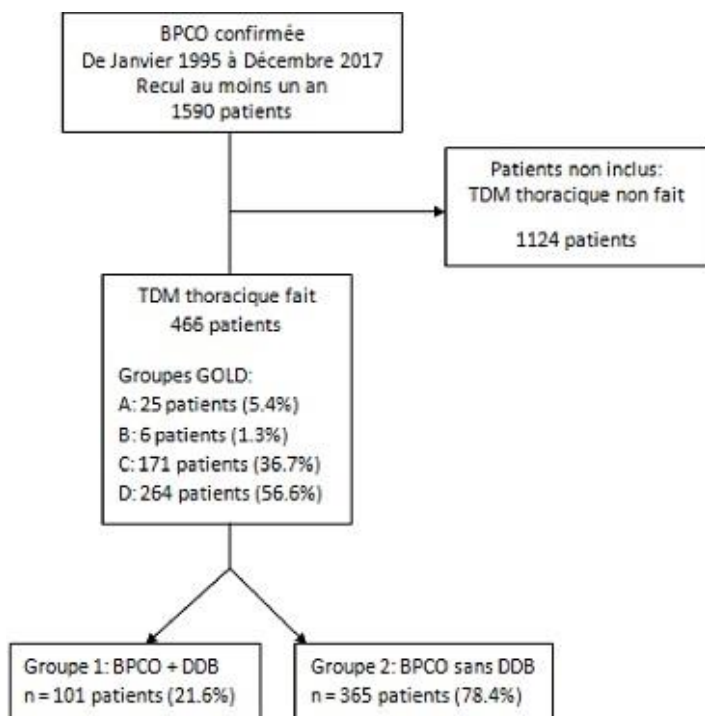 BPCO confirmée
De Janvier 1995 à Décembre 2017
Recul au moins un an
1590 patients
Patients non inclus:
TDM thoracique non fait
1124 patients
TDM thoracique fait
466 patients
Groupes GOLD:
A: 25 patients (5.4%)
B: 6 patients (1.3%)
C: 171 patients (36.7%)
D: 264 patients (56.6%)
Groupe 1: BPCO + DDB
n = 101 patients (21.6%)
Groupe 2: BPCO sans DDB
n = 365 patients (78.4%)